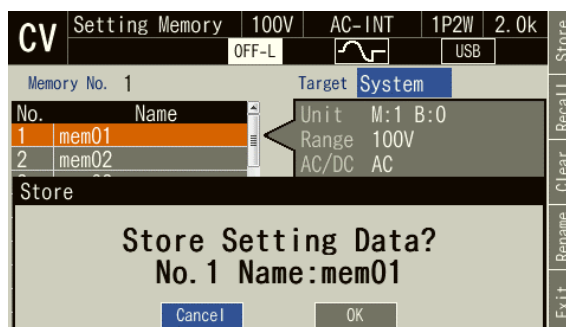 CV Setting Memory 100V AC-INT 1P2W 2.0k
OFF-L USB
Memory No. 1 Target System
No. Name
1 mem01
2 mem02
Unit M:1 B:0
Range 100V
AC/DC AC
Store
Store Setting Data?
No.1 Name:mem01
Cancel OK
Store
Recall
Clear
Rename
Exit